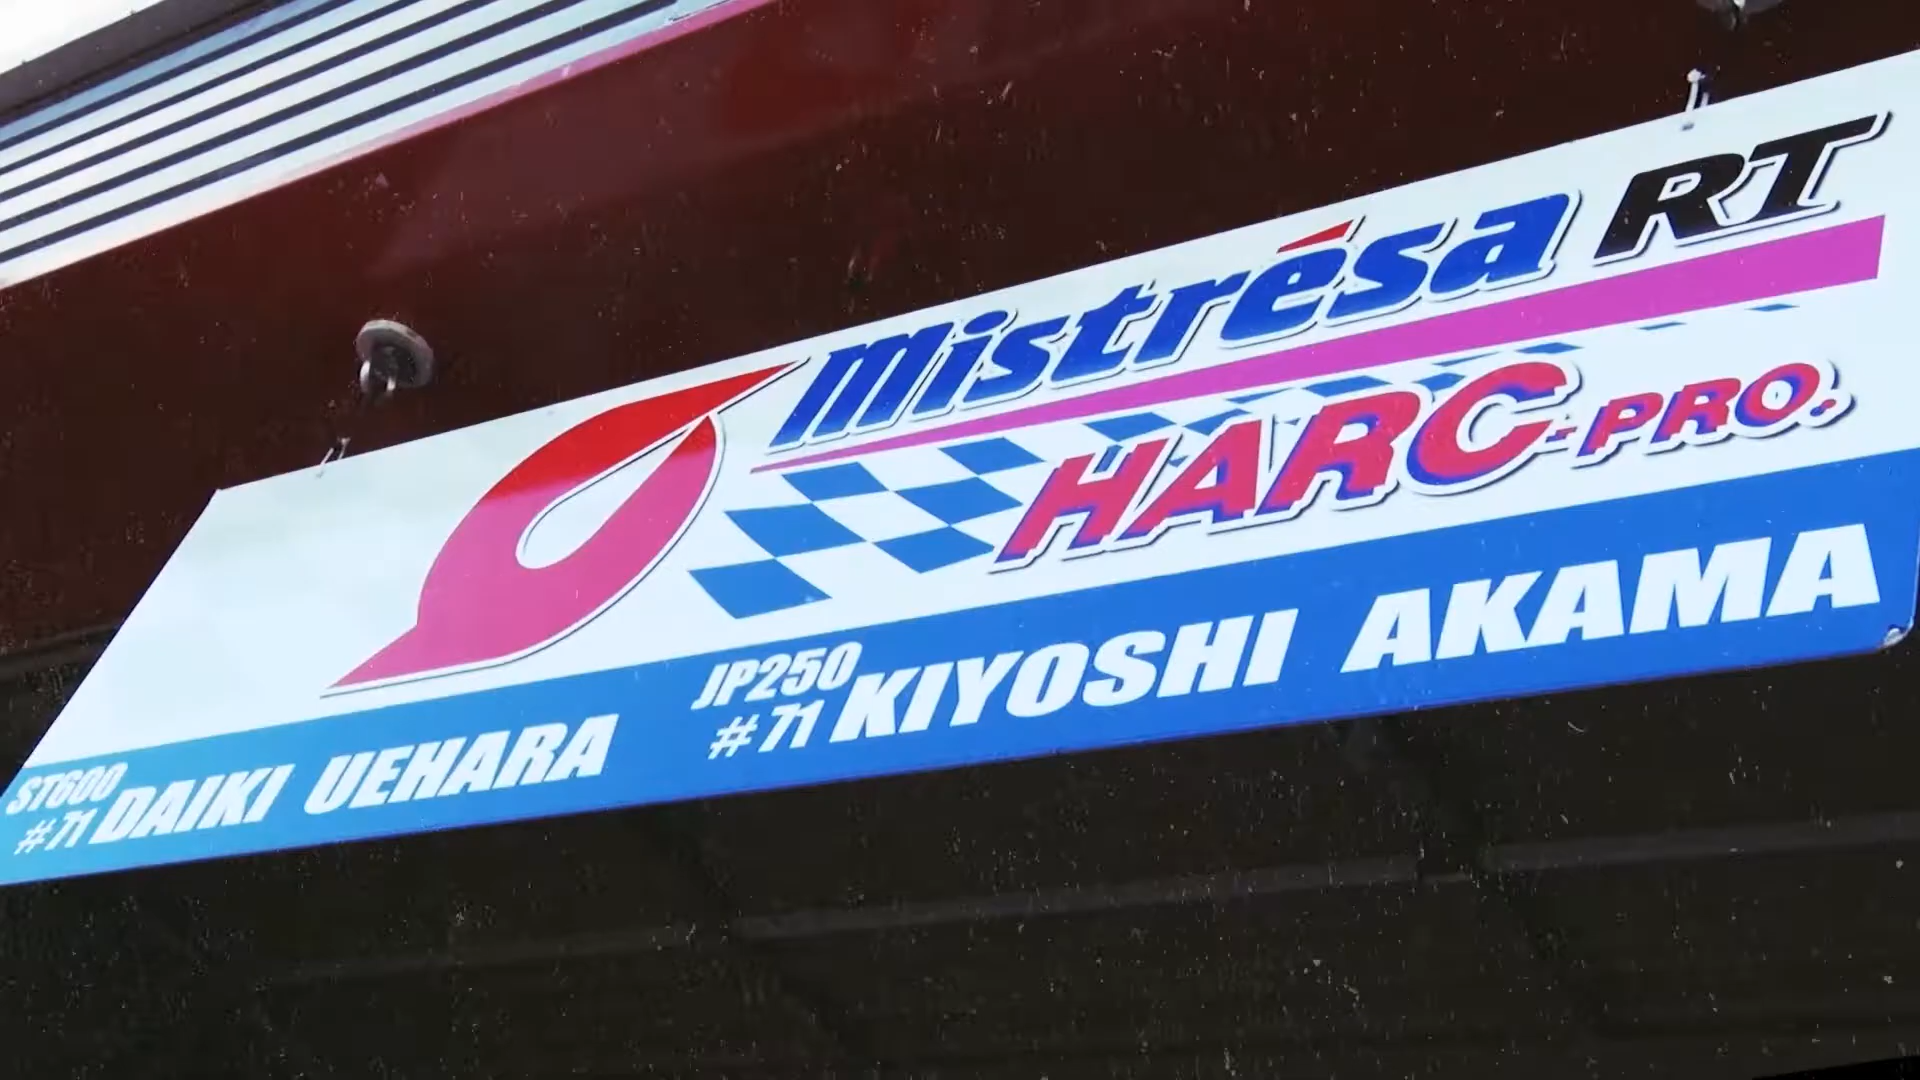 Mistrésa RT
HARC-PRO.
ST600
#71 DAIKI UEHARA
JP250
#71 KIYOSHI AKAMA